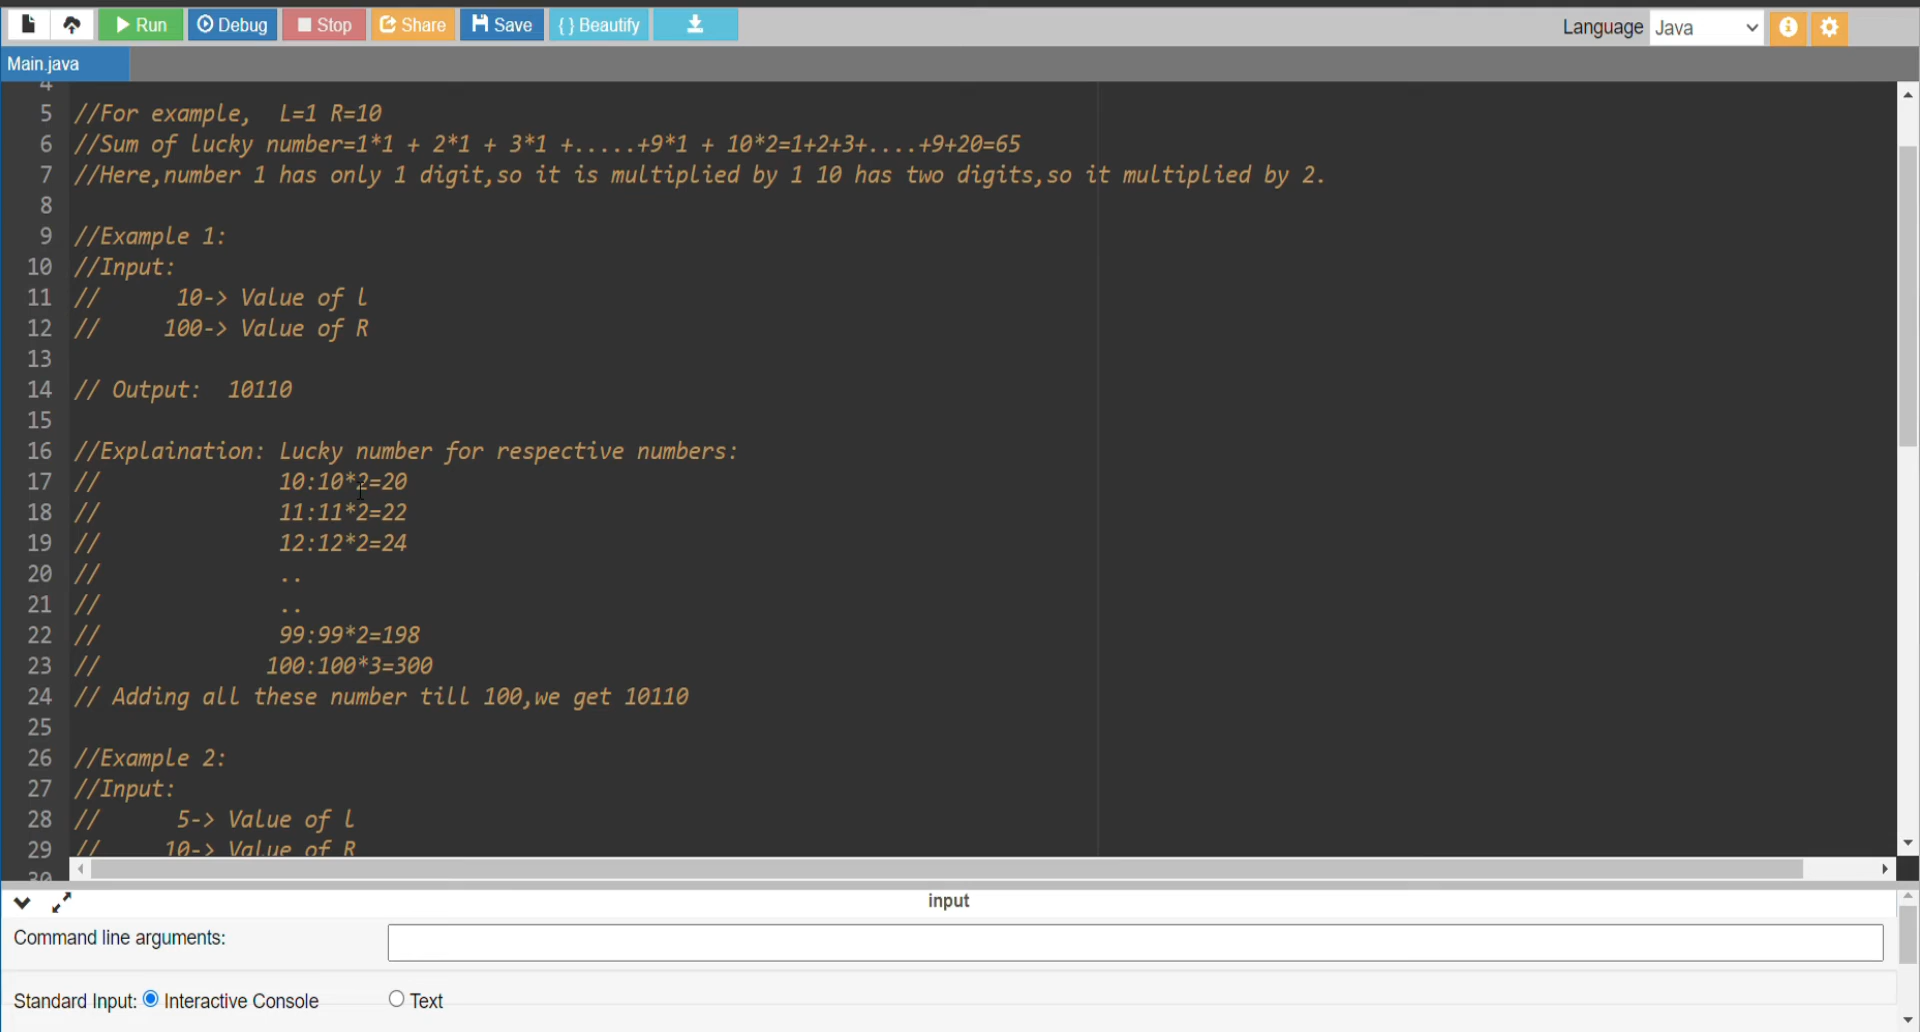 Run Debug Stop Share Save { } Beautify Language Java
Main.java
4
5 //For example, L=1 R=10
6 //Sum of lucky number=1*1 + 2*1 + 3*1 +.....+9*1 + 10*2=1+2+3+....+9+20=65
7 //Here,number 1 has only 1 digit,so it is multiplied by 1 10 has two digits,so it multiplied by 2.
8
9 //Example 1:
10 //Input:
11 // 10-> Value of l
12 // 100-> Value of R
13
14 // Output: 10110
15
16 //Explaination: Lucky number for respective numbers:
17 // 10:10*2=20
18 // 11:11*2=22
19 // 12:12*2=24
20 // ..
21 // ..
22 // 99:99*2=198
23 // 100:100*3=300
24 // Adding all these number till 100,we get 10110
25
26 //Example 2:
27 //Input:
28 // 5-> Value of l
29 // 10-> Value of R
30
input
Command line arguments:
Standard Input: Interactive Console Text